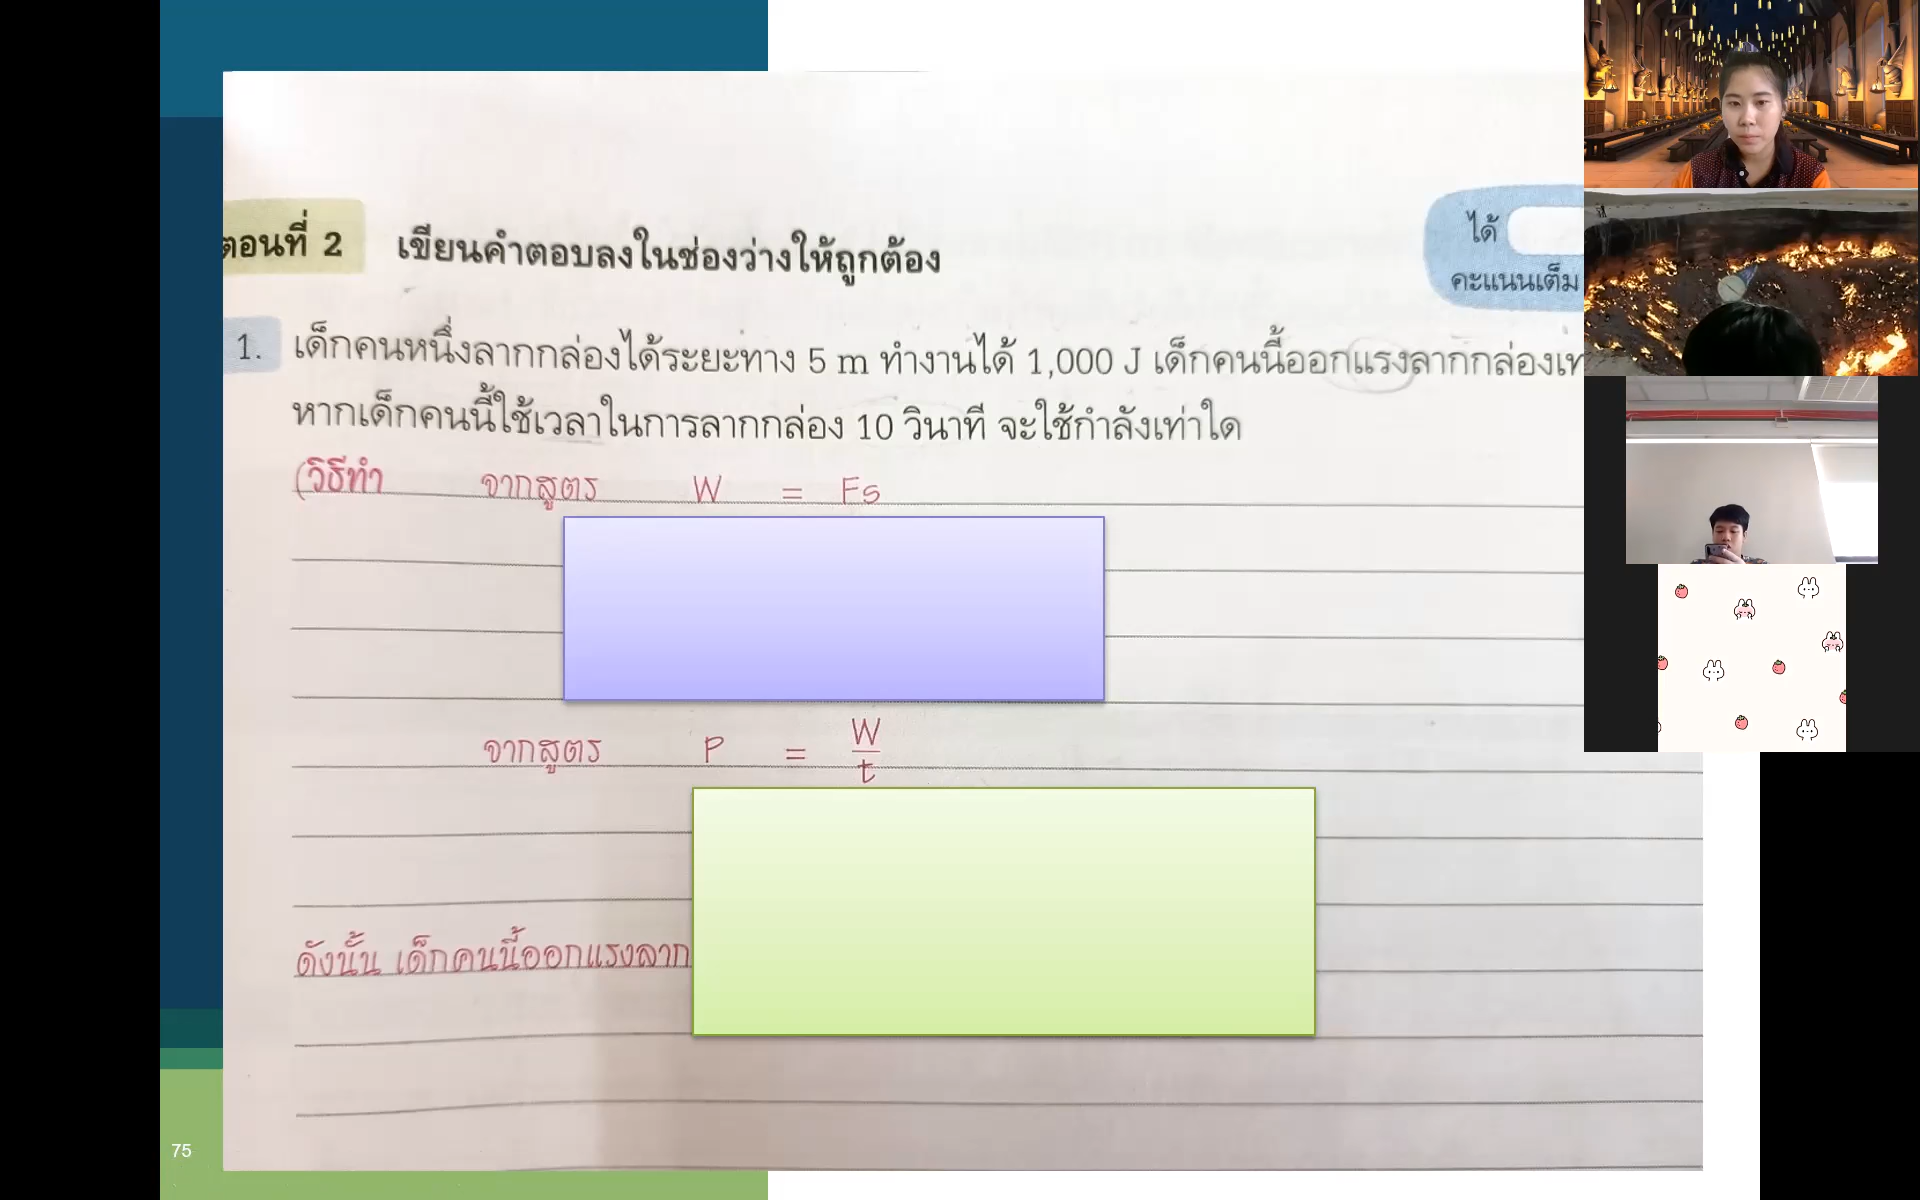 ตอนที่ 2 เขียนคำตอบลงในช่องว่างให้ถูกต้อง
ได้
คะแนนเต็ม
1. เด็กคนหนึ่งลากกล่องได้ระยะทาง 5 m ทำงานได้ 1,000 J เด็กคนนี้ออกแรงลากกล่อง
หากเด็กคนนี้ใช้เวลาในการลากกล่อง 10 วินาที จะใช้กำลังเท่าใด
(วิธีทำ จากสูตร W = Fs
จากสูตร P = W/t
ดังนั้น เด็กคนนี้ออกแรงลาก
75